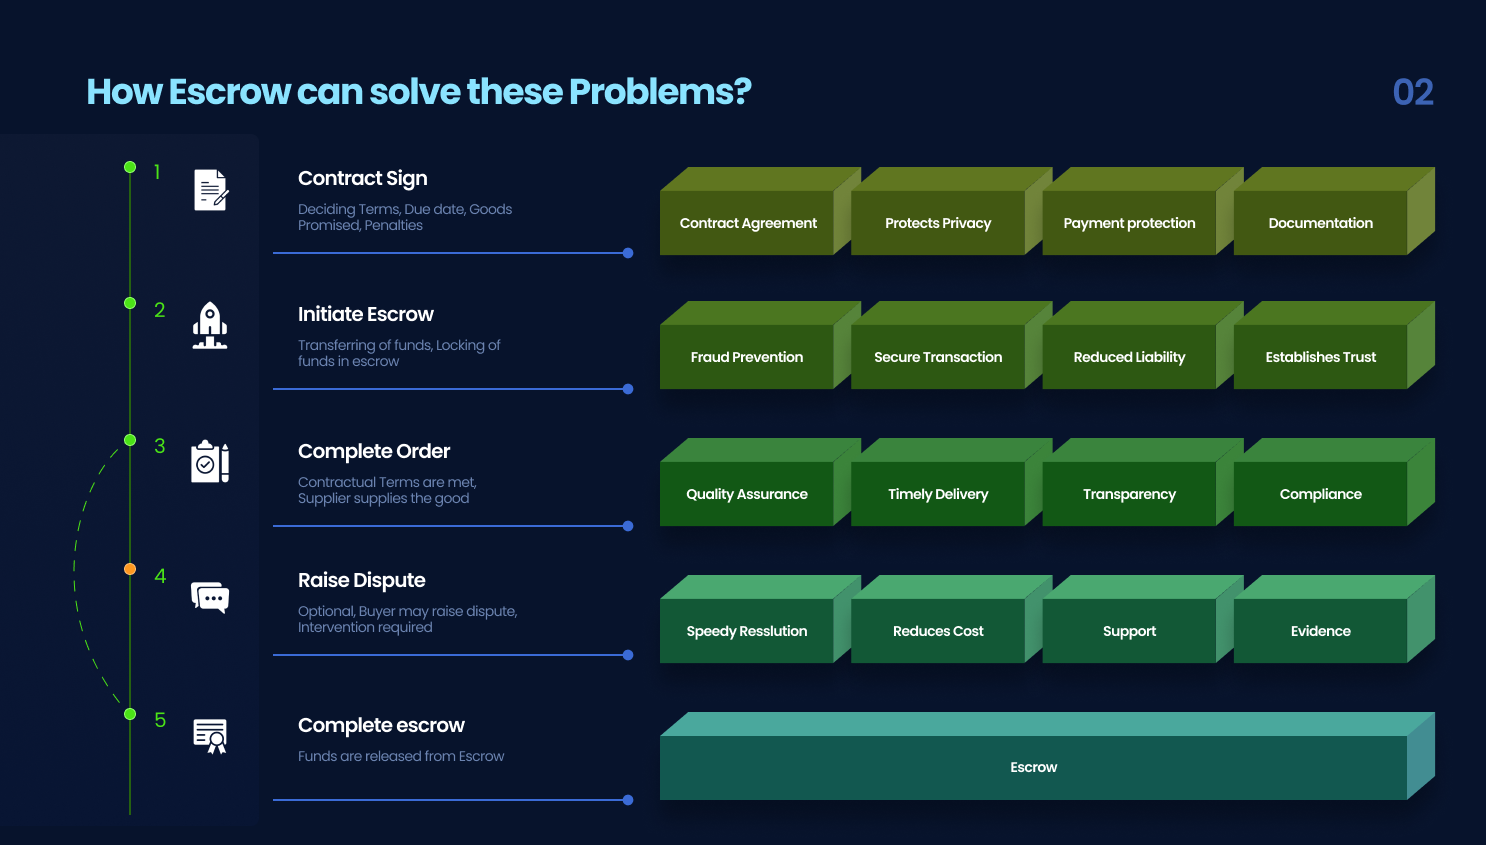 How Escrow can solve these Problems?
02
1
Contract Sign
Deciding Terms, Due date, Goods
Promised, Penalties
Contract Agreement
Protects Privacy
Payment protection
Documentation
2
Initiate Escrow
Transferring of funds, Locking of
funds in escrow
Fraud Prevention
Secure Transaction
Reduced Liability
Establishes Trust
3
Complete Order
Contractual Terms are met,
Supplier supplies the good
Quality Assurance
Timely Delivery
Transparency
Compliance
4
Raise Dispute
Optional, Buyer may raise dispute,
Intervention required
Speedy Resslution
Reduces Cost
Support
Evidence
5
Complete escrow
Funds are released from Escrow
Escrow